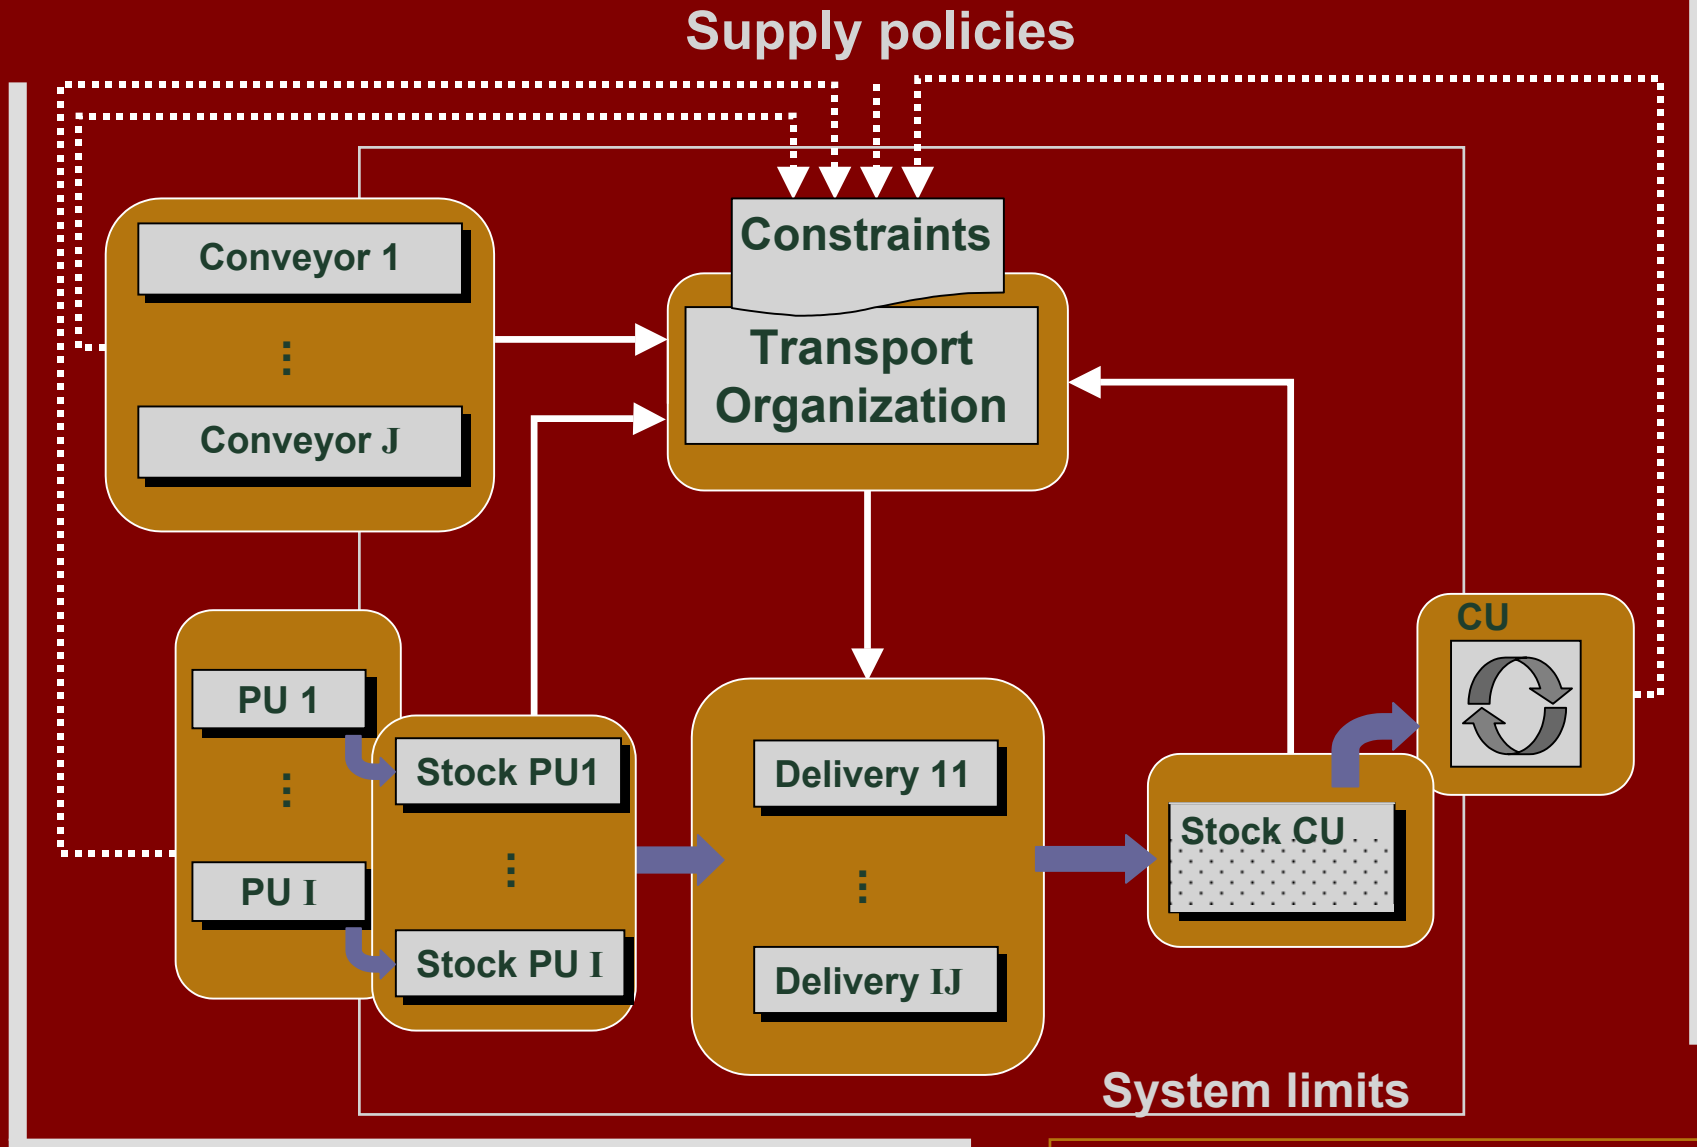 Supply policies
Constraints
Conveyor 1
⋮
Conveyor J
Transport
Organization
CU
PU 1
Stock PU1
Delivery 11
⋮
⋮
⋮
Stock CU
PU I
Stock PU I
Delivery IJ
System limits